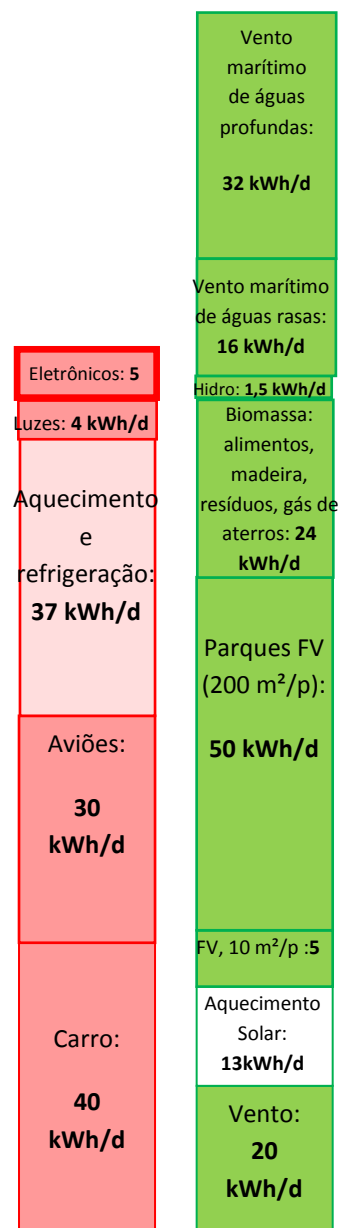 Eletrônicos: 5
Luzes: 4 kWh/d
Aquecimento
e
refrigeração:
37 kWh/d
Aviões:
30
kWh/d
Carro:
40
kWh/d
Vento
marítimo
de águas
profundas:
32 kWh/d
Vento marítimo
de águas rasas:
16 kWh/d
Hidro: 1,5 kWh/d
Biomassa:
alimentos,
madeira,
resíduos, gás de
aterros: 24
kWh/d
Parques FV
(200 m²/p):
50 kWh/d
FV, 10 m²/p :5
Aquecimento
Solar:
13kWh/d
Vento:
20
kWh/d